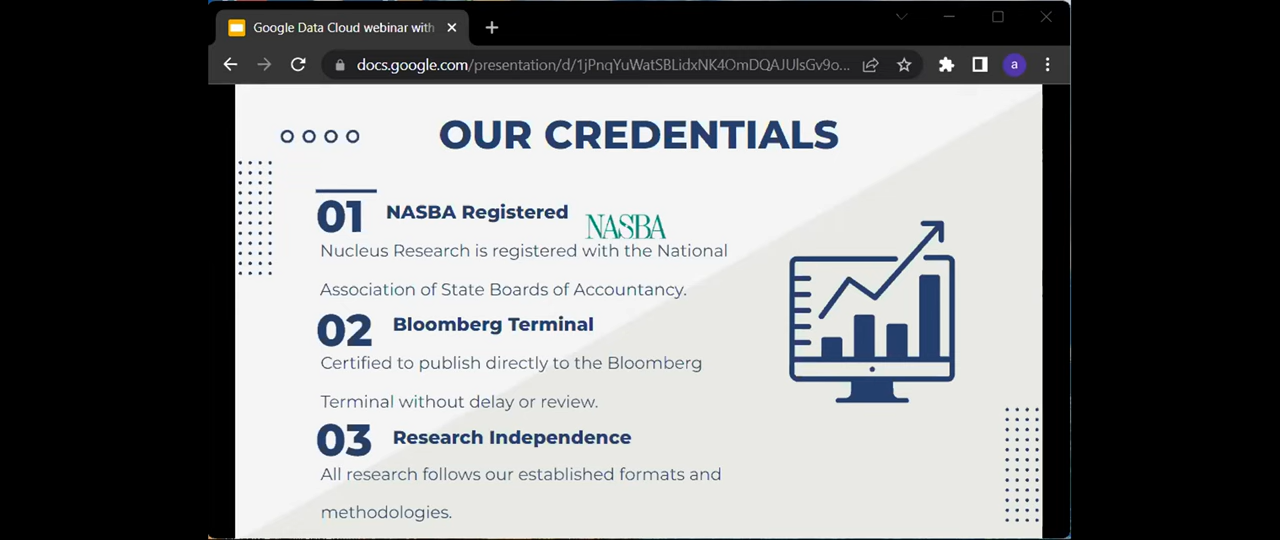 Google Data Cloud webinar with
docs.google.com/presentation/d/1jPnqYuWatSBLidxNK4OmDQAJUlsGv9o...
a
OUR CREDENTIALS
01 NASBA Registered
NASBA
Nucleus Research is registered with the National
Association of State Boards of Accountancy.
02 Bloomberg Terminal
Certified to publish directly to the Bloomberg
Terminal without delay or review.
03 Research Independence
All research follows our established formats and
methodologies.